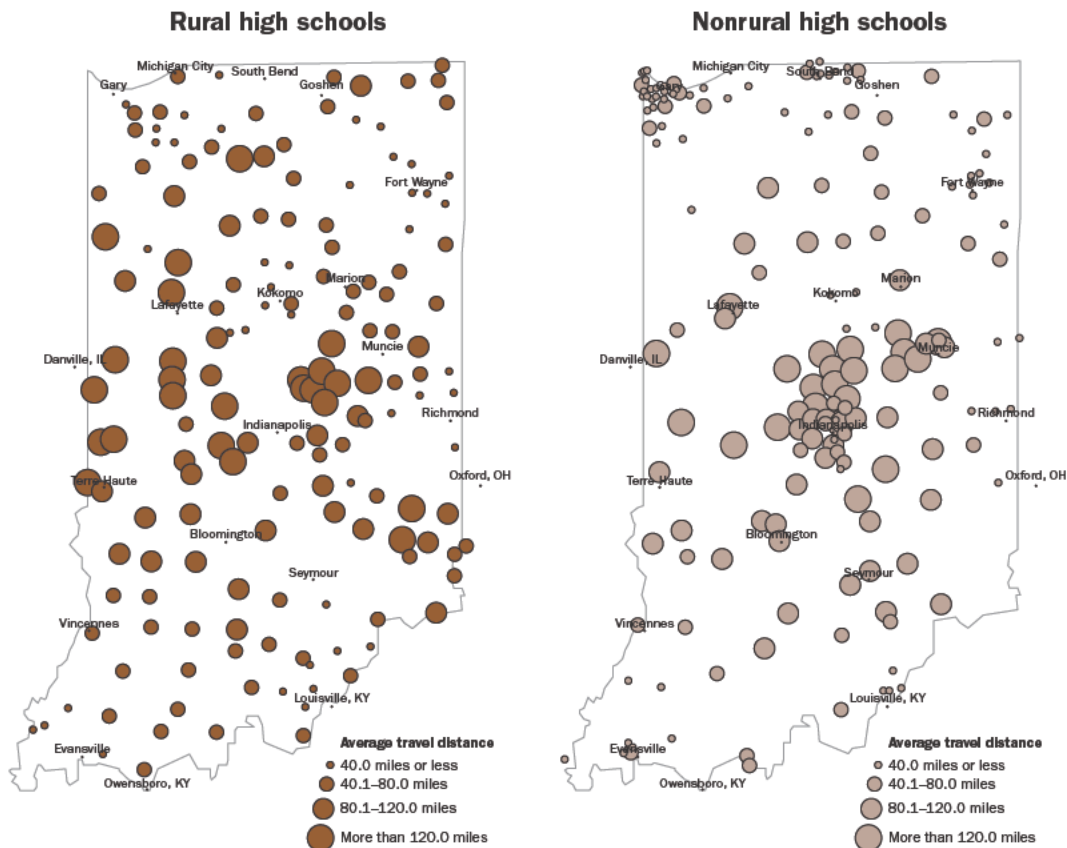 Rural high schools
Michigan City
South Bend
Gary
Goshen
Fort Wayne
Marion
Kokomo
Lafayette
Muncie
Danville, IL
Richmond
Indianapolis
Oxford, OH
Terre Haute
Bloomington
Seymour
Vincennes
Louisville, KY
Evansville
Owensboro, KY
Average travel distance
40.0 miles or less
40.1–80.0 miles
80.1–120.0 miles
More than 120.0 miles
Nonrural high schools
Michigan City
South Bend
Gary
Goshen
Fort Wayne
Marion
Kokomo
Lafayette
Muncie
Danville, IL
Richmond
Indianapolis
Oxford, OH
Terre Haute
Bloomington
Seymour
Vincennes
Louisville, KY
Evansville
Owensboro, KY
Average travel distance
40.0 miles or less
40.1–80.0 miles
80.1–120.0 miles
More than 120.0 miles